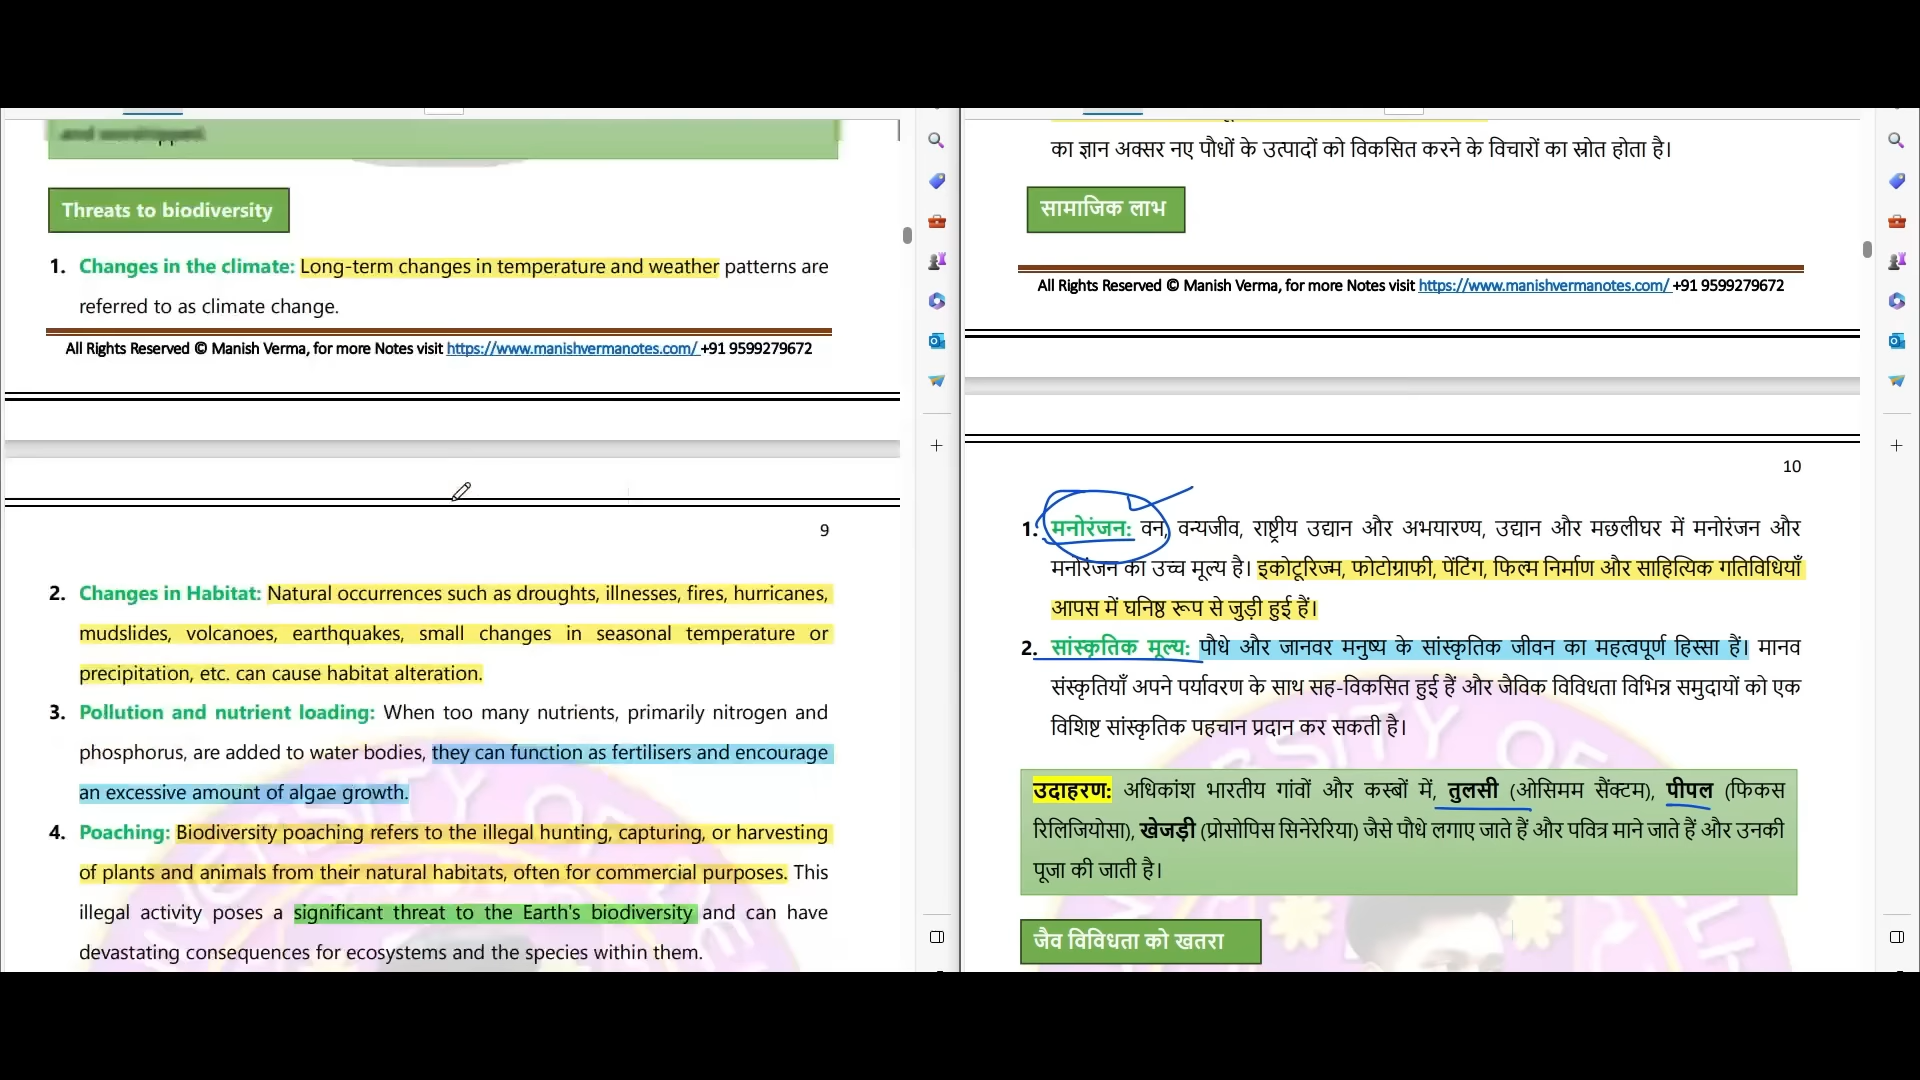 and worshipped.
Threats to biodiversity
1. Changes in the climate: Long-term changes in temperature and weather patterns are
referred to as climate change.
All Rights Reserved © Manish Verma, for more Notes visit https://www.manishvermanotes.com/ +91 9599279672
9
2. Changes in Habitat: Natural occurrences such as droughts, illnesses, fires, hurricanes,
mudslides, volcanoes, earthquakes, small changes in seasonal temperature or
precipitation, etc. can cause habitat alteration.
3. Pollution and nutrient loading: When too many nutrients, primarily nitrogen and
phosphorus, are added to water bodies, they can function as fertilisers and encourage
an excessive amount of algae growth.
4. Poaching: Biodiversity poaching refers to the illegal hunting, capturing, or harvesting
of plants and animals from their natural habitats, often for commercial purposes. This
illegal activity poses a significant threat to the Earth's biodiversity and can have
devastating consequences for ecosystems and the species within them.
का ज्ञान अक्सर नए पौधों के उत्पादों को विकसित करने के विचारों का स्रोत होता है।
सामाजिक लाभ
All Rights Reserved © Manish Verma, for more Notes visit https://www.manishvermanotes.com/ +91 9599279672
10
1. मनोरंजन: वन, वन्यजीव, राष्ट्रीय उद्यान और अभयारण्य, उद्यान और मछलीघर में मनोरंजन और
मनोरंजन का उच्च मूल्य है। इकोटूरिज्म, फोटोग्राफी, पेंटिंग, फिल्म निर्माण और साहित्यिक गतिविधियाँ
आपस में घनिष्ठ रूप से जुड़ी हुई हैं।
2. सांस्कृतिक मूल्य: पौधे और जानवर मनुष्य के सांस्कृतिक जीवन का महत्वपूर्ण हिस्सा हैं। मानव
संस्कृतियाँ अपने पर्यावरण के साथ सह-विकसित हुई हैं और जैविक विविधता विभिन्न समुदायों को एक
विशिष्ट सांस्कृतिक पहचान प्रदान कर सकती है।
उदाहरण: अधिकांश भारतीय गांवों और कस्बों में, तुलसी (ओसिमम सैंक्टम), पीपल (फिकस
रिलिजियोसा), खेजड़ी (प्रोसोपिस सिनेरेरिया) जैसे पौधे लगाए जाते हैं और पवित्र माने जाते हैं और उनकी
पूजा की जाती है।
जैव विविधता को खतरा